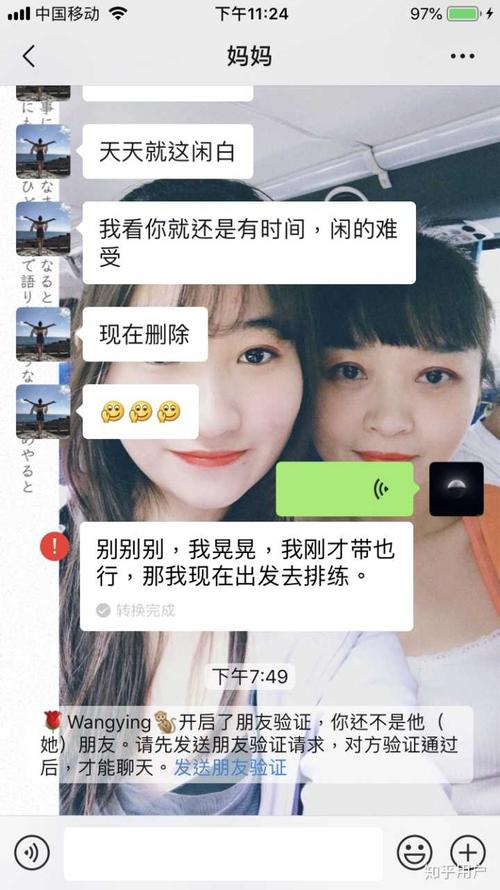 中国移动
下午11:24
97%
妈妈
事に
にも
ひと
なま
なると
で語り
な
めやると
天天就这闲白
我看你就还是有时间，闲的难
受
现在删除
别别别，我晃晃，我刚才带也
行，那我现在出发去排练。
转换完成
下午7:49
🌹Wangying🐒开启了朋友验证，你还不是他（
她）朋友。请先发送朋友验证请求，对方验证通过
后，才能聊天。发送朋友验证
知乎用户